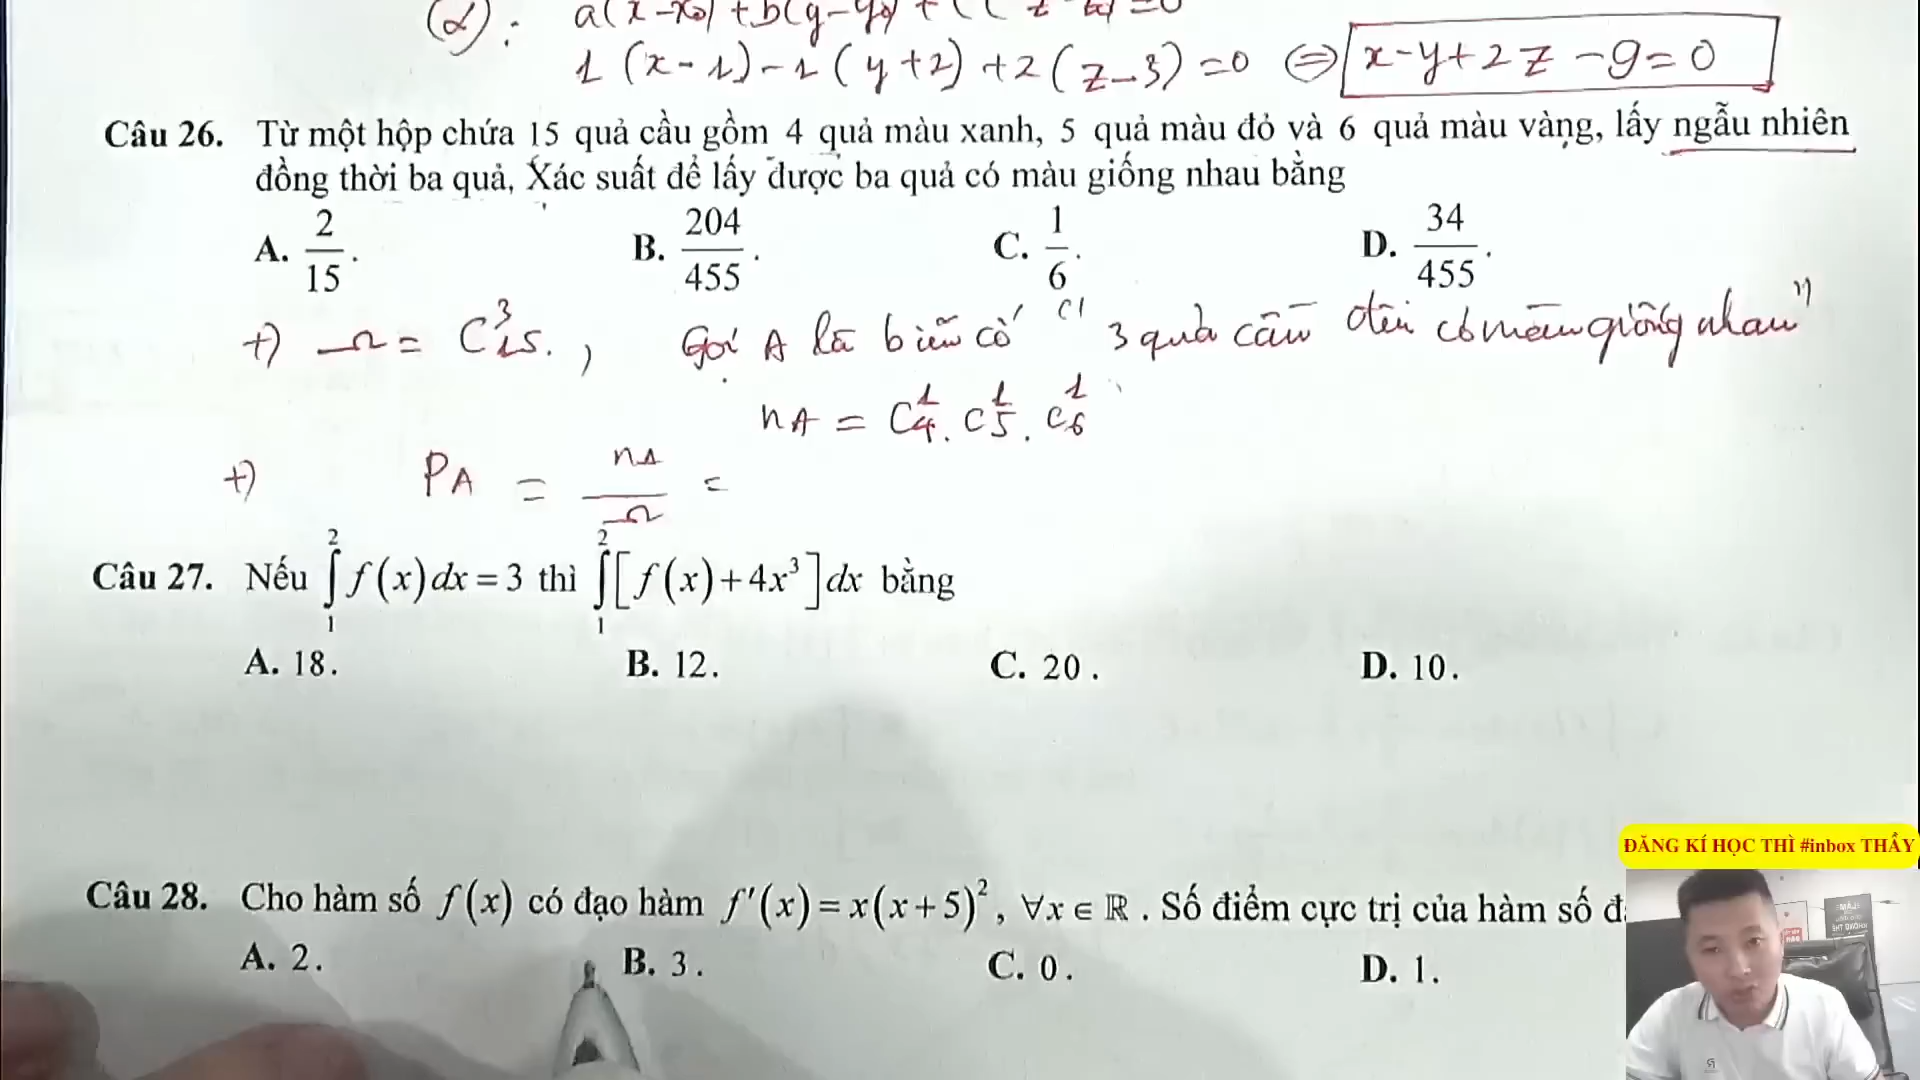 (α): a(x-x₀)+b(y-y₀)+c(z-z₀)=0
1(x-1)-1(y+2)+2(z-3)=0 ⇔ x-y+2z-9=0
Câu 26. Từ một hộp chứa 15 quả cầu gồm 4 quả màu xanh, 5 quả màu đỏ và 6 quả màu vàng, lấy ngẫu nhiên
đồng thời ba quả, Xác suất để lấy được ba quả có màu giống nhau bằng
A. 2/15. B. 204/455. C. 1/6. D. 34/455.
+) Ω = C³₁₅, Gọi A là biến cố "3 quả cầu đều có màu giống nhau"
n_A = C¹₄. C¹₅. C¹₆
+) P_A = n_A/Ω =
Câu 27. Nếu ∫₁² f(x)dx = 3 thì ∫₁² [f(x)+4x³]dx bằng
A. 18. B. 12. C. 20. D. 10.
ĐĂNG KÍ HỌC THÌ #inbox THẦY
Câu 28. Cho hàm số f(x) có đạo hàm f'(x) = x(x+5)², ∀x ∈ ℝ. Số điểm cực trị của hàm số đ
A. 2. B. 3. C. 0. D. 1.